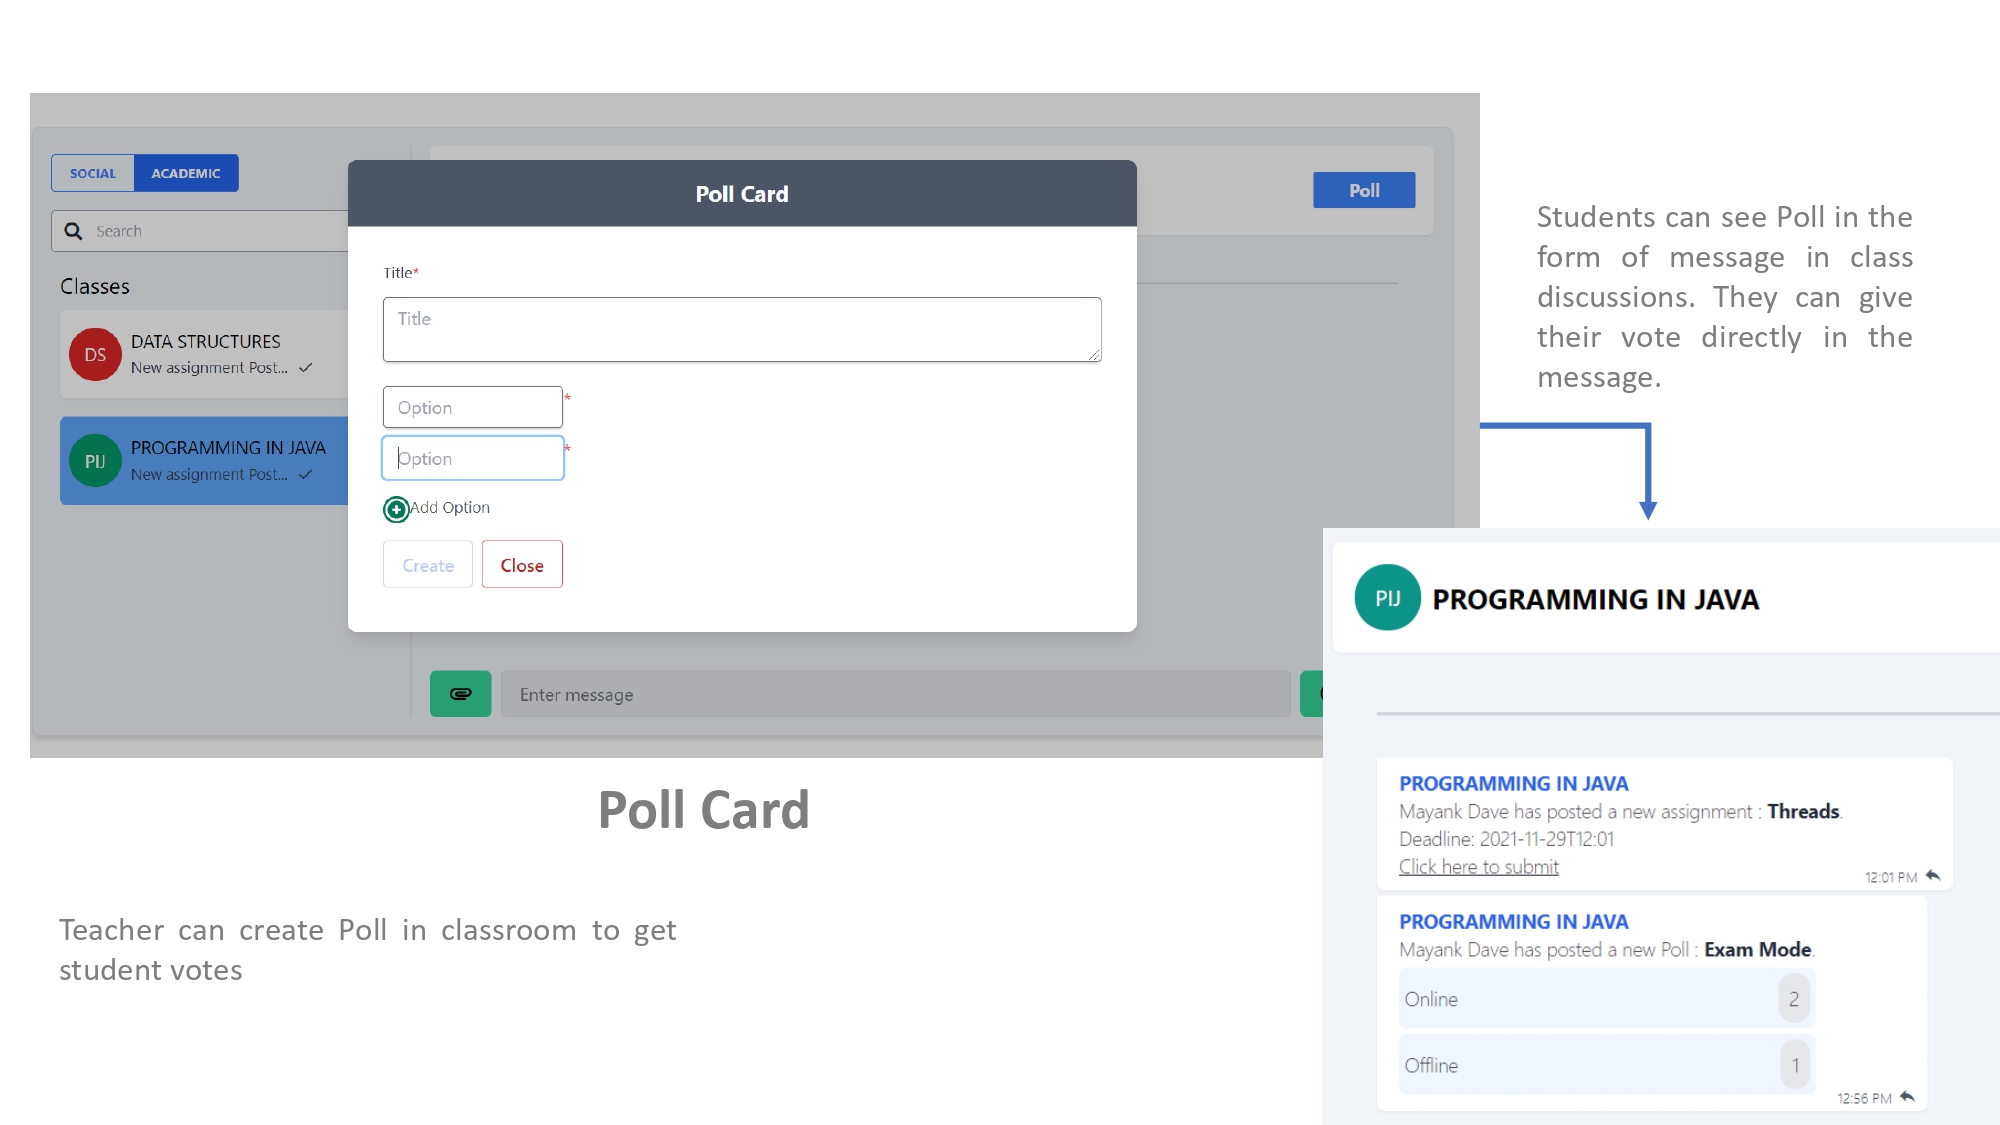 SOCIAL
ACADEMIC
Search
Classes
DS
DATA STRUCTURES
New assignment Post...
PIJ
PROGRAMMING IN JAVA
New assignment Post...
Poll Card
Title*
Title
Option
*
Option
*
Add Option
Create
Close
Poll
Enter message
Students can see Poll in the
form of message in class
discussions. They can give
their vote directly in the
message.
PIJ
PROGRAMMING IN JAVA
PROGRAMMING IN JAVA
Mayank Dave has posted a new assignment : Threads.
Deadline: 2021-11-29T12:01
Click here to submit
12:01 PM
PROGRAMMING IN JAVA
Mayank Dave has posted a new Poll : Exam Mode.
Online
2
Offline
1
12:56 PM
Poll Card
Teacher can create Poll in classroom to get
student votes